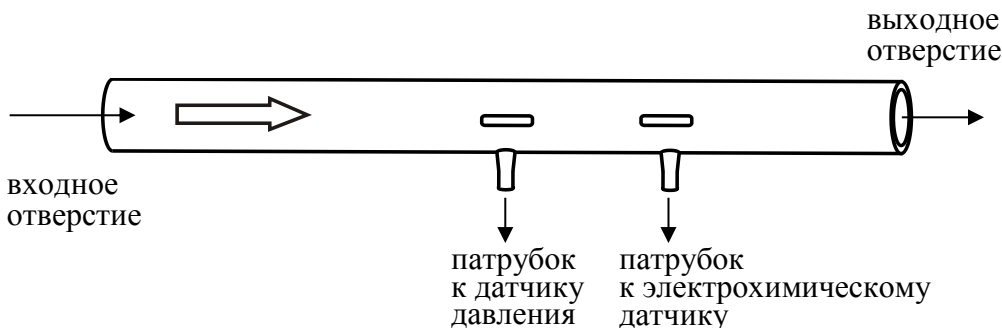 выходное
отверстие
входное
отверстие
патрубок
к датчику
давления
патрубок
к электрохимическому
датчику